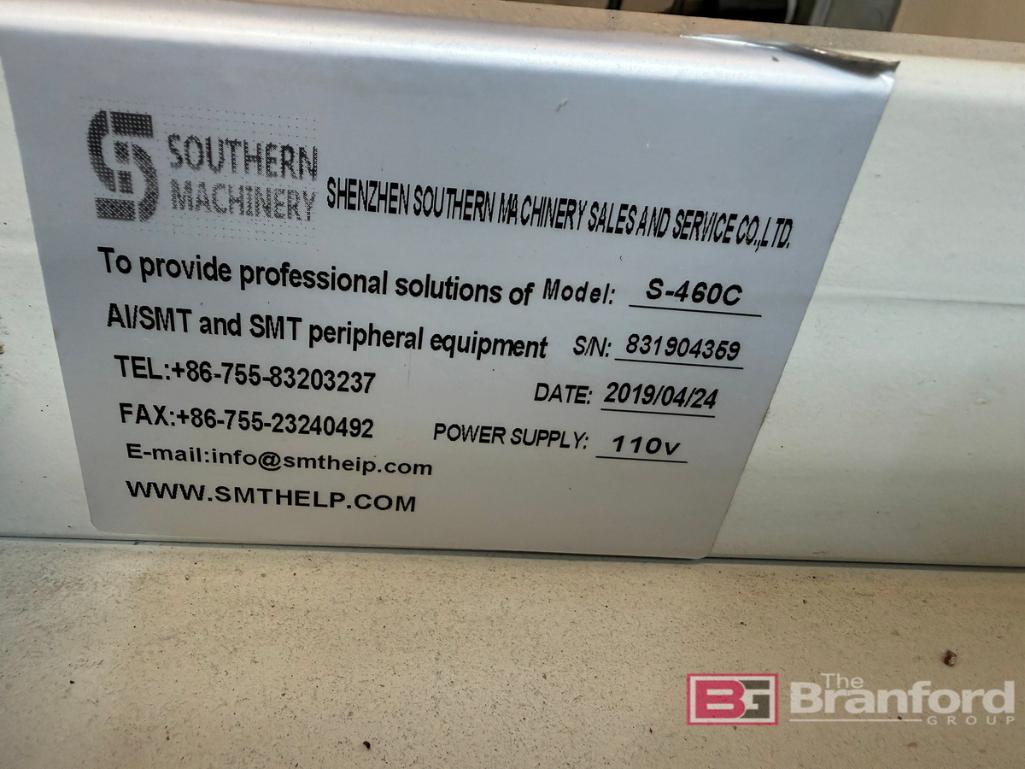 SOUTHERN
MACHINERY
SHENZHEN SOUTHERN MACHINERY SALES AND SERVICE CO.,LTD.
To provide professional solutions of
AI/SMT and SMT peripheral equipment
TEL:+86-755-83203237
FAX:+86-755-23240492
E-mail:info@smtheip.com
WWW.SMTHELP.COM
Model: S-460C
S/N: 831904359
DATE: 2019/04/24
POWER SUPPLY: 110v
BG The
Branford
GROUP